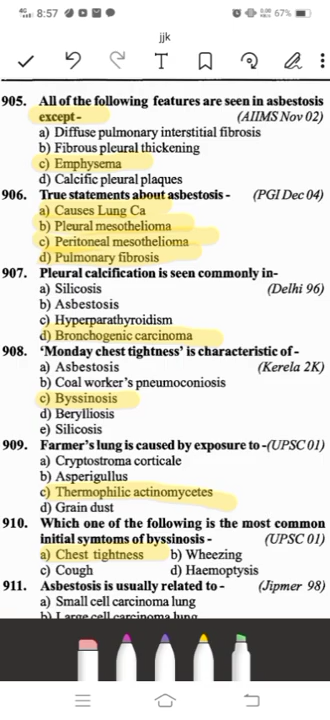 4G 8:57 67%
jjk
T
905. All of the following features are seen in asbestosis
except - (AIIMS Nov 02)
a) Diffuse pulmonary interstitial fibrosis
b) Fibrous pleural thickening
c) Emphysema
d) Calcific pleural plaques
906. True statements about asbestosis - (PGI Dec 04)
a) Causes Lung Ca
b) Pleural mesothelioma
c) Peritoneal mesothelioma
d) Pulmonary fibrosis
907. Pleural calcification is seen commonly in-
a) Silicosis (Delhi 96)
b) Asbestosis
c) Hyperparathyroidism
d) Bronchogenic carcinoma
908. ‘Monday chest tightness’ is characteristic of -
a) Asbestosis (Kerela 2K)
b) Coal worker's pneumoconiosis
c) Byssinosis
d) Berylliosis
e) Silicosis
909. Farmer's lung is caused by exposure to -(UPSC 01)
a) Cryptostroma corticale
b) Asperigullus
c) Thermophilic actinomycetes
d) Grain dust
910. Which one of the following is the most common
initial symtoms of byssinosis - (UPSC 01)
a) Chest tightness b) Wheezing
c) Cough d) Haemoptysis
911. Asbestosis is usually related to - (Jipmer 98)
a) Small cell carcinoma lung
b) Large cell carcinoma lung